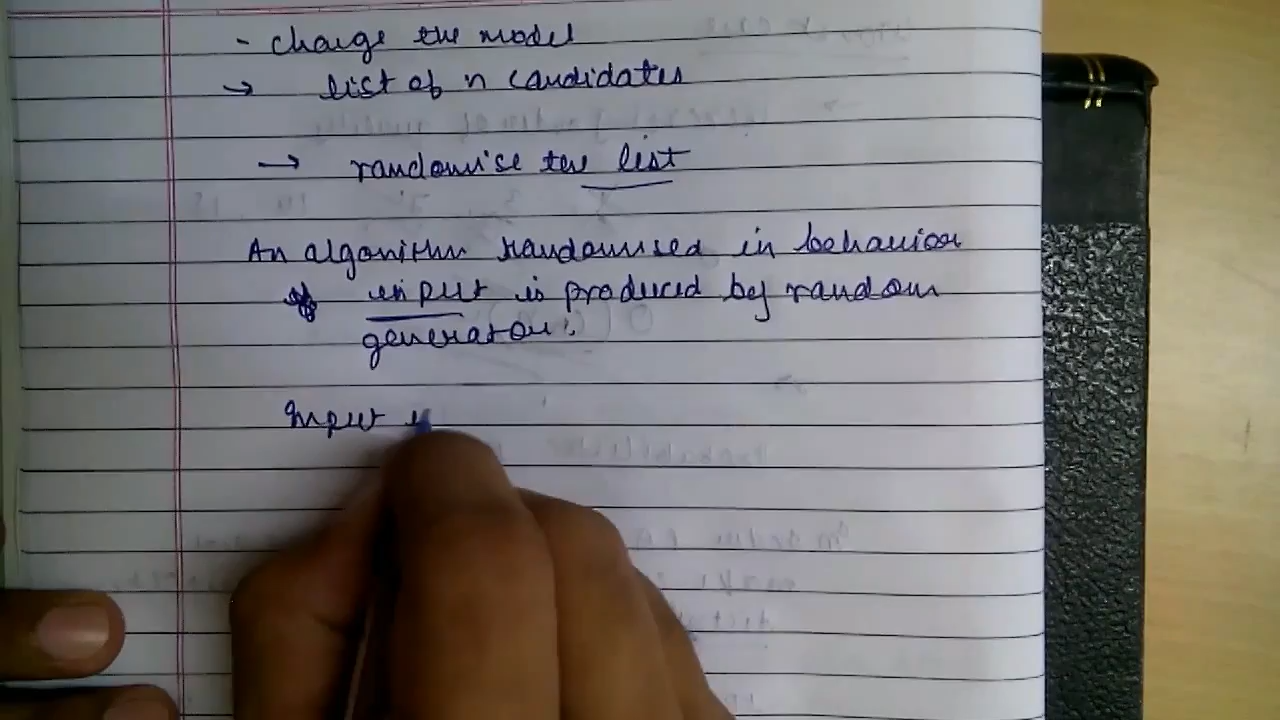 - change the model
→ list of n candidates
→ randomise the list
An algorithm randomised in behaviour
if input is produced by random
generator.
Input